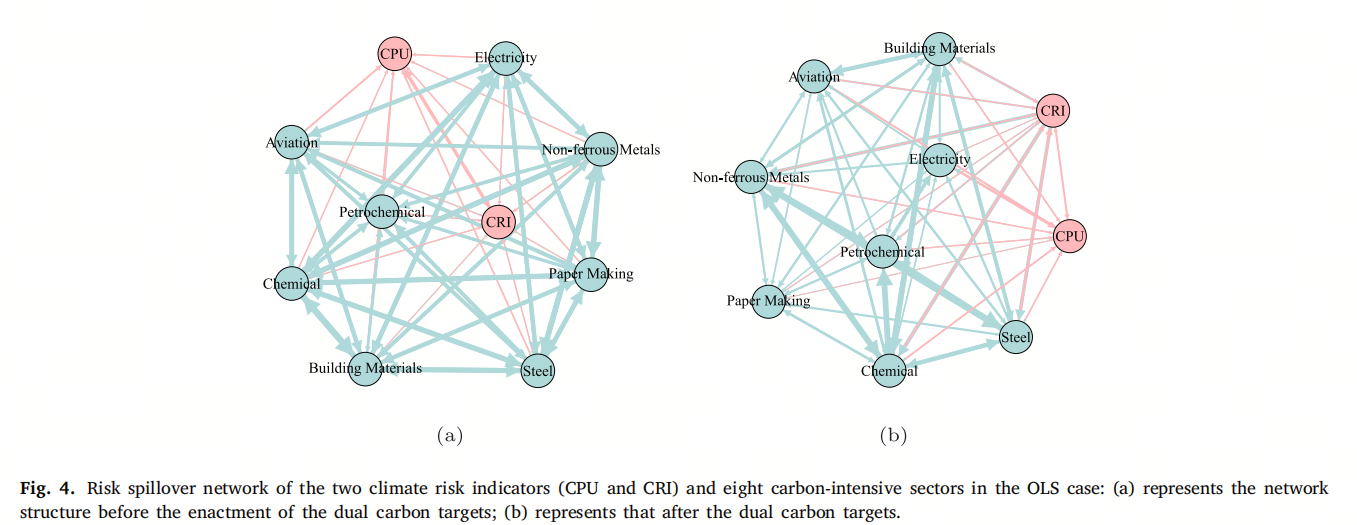 CPU
Electricity
Aviation
Non-ferrous Metals
Petrochemical
CRI
Chemical
Paper Making
Building Materials
Steel
(a)
Building Materials
Aviation
CRI
Electricity
Non-ferrous Metals
CPU
Petrochemical
Paper Making
Steel
Chemical
(b)
Fig. 4. Risk spillover network of the two climate risk indicators (CPU and CRI) and eight carbon-intensive sectors in the OLS case: (a) represents the network
structure before the enactment of the dual carbon targets; (b) represents that after the dual carbon targets.